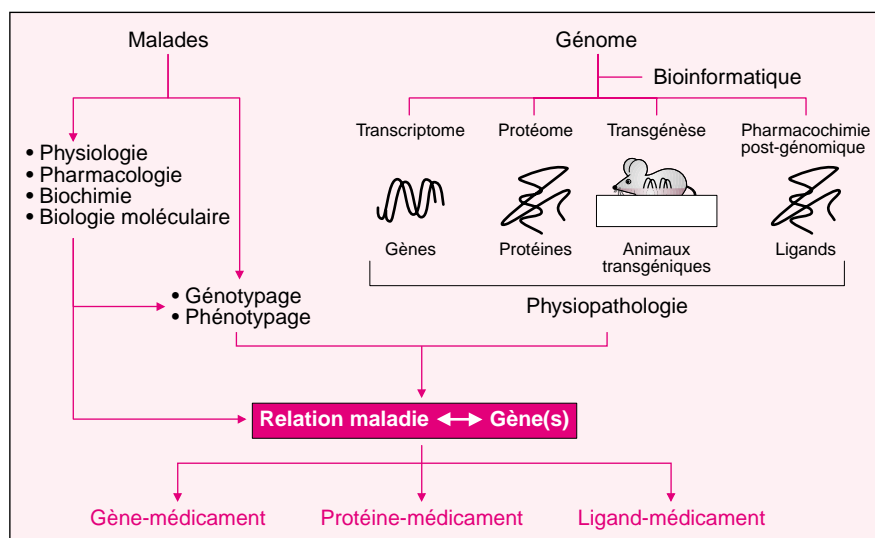 Malades
Génome
Bioinformatique
Transcriptome
Protéome
Transgénèse
Pharmacochimie
post-génomique
• Physiologie
• Pharmacologie
• Biochimie
• Biologie moléculaire
Gènes
Protéines
Animaux
transgéniques
Ligands
• Génotypage
• Phénotypage
Physiopathologie
Relation maladie ↔ Gène(s)
Gène-médicament
Protéine-médicament
Ligand-médicament